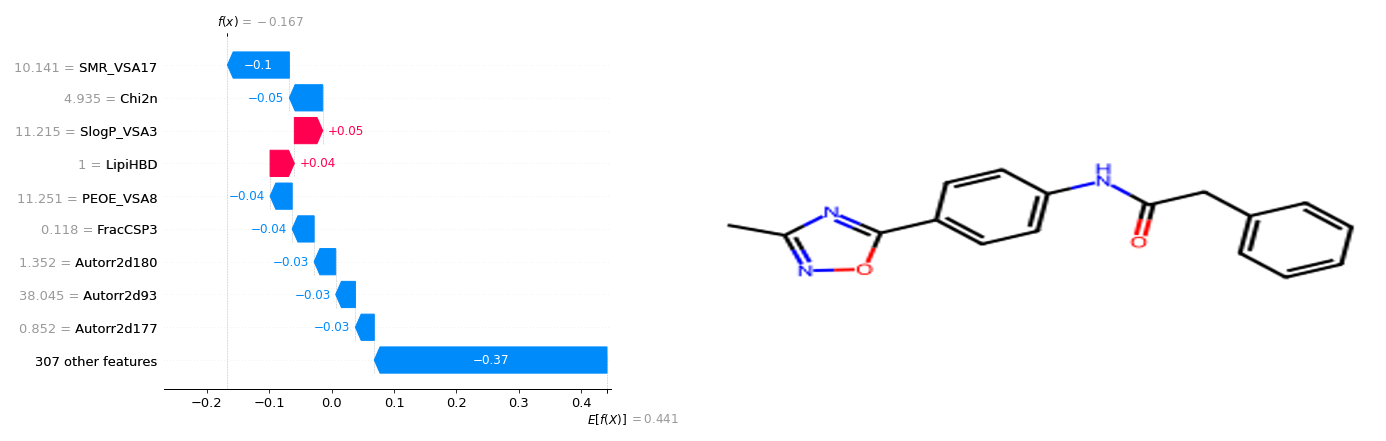 f(x) = −0.167
10.141 = SMR_VSA17
−0.1
4.935 = Chi2n
−0.05
11.215 = SlogP_VSA3
+0.05
1 = LipiHBD
+0.04
11.251 = PEOE_VSA8
−0.04
0.118 = FracCSP3
−0.04
1.352 = Autorr2d180
−0.03
38.045 = Autorr2d93
−0.03
0.852 = Autorr2d177
−0.03
307 other features
−0.37
−0.2 −0.1 0.0 0.1 0.2 0.3 0.4
E[f(X)] = 0.441
N
N
O
H
N
O